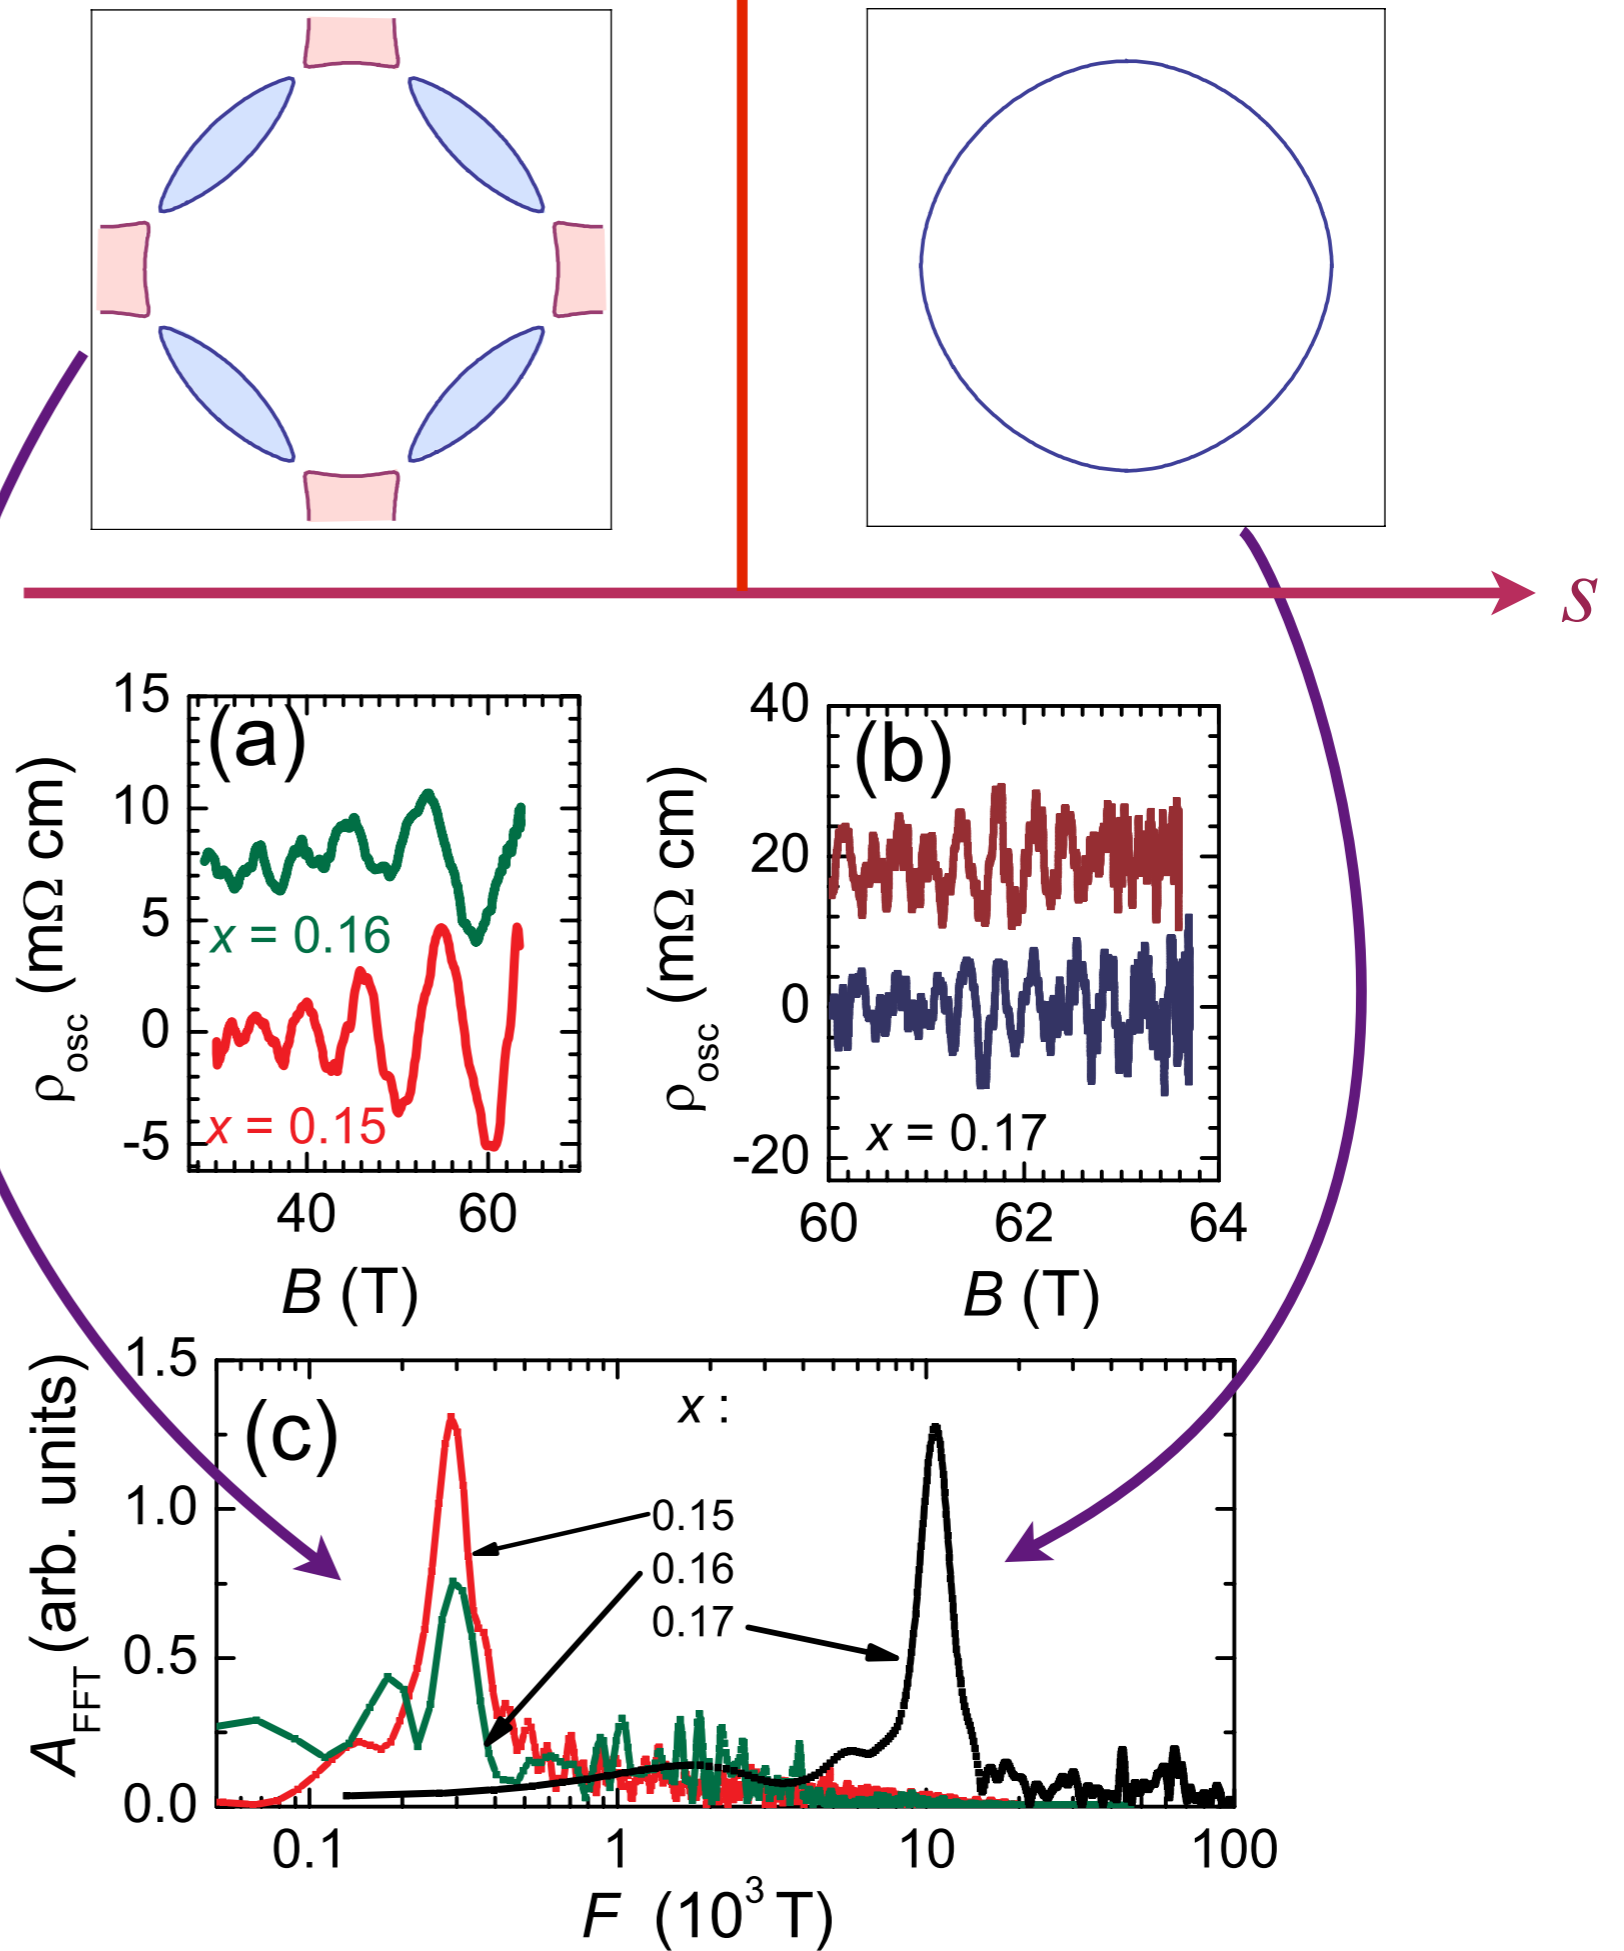 s
15
10
5
0
-5
(a)
x = 0.16
x = 0.15
ρosc (mΩ cm)
40 60
B (T)
40
20
0
-20
(b)
x = 0.17
ρosc (mΩ cm)
60 62 64
B (T)
1.5
1.0
0.5
0.0
(c)
x :
0.15
0.16
0.17
AFFT (arb. units)
0.1 1 10 100
F (10³ T)